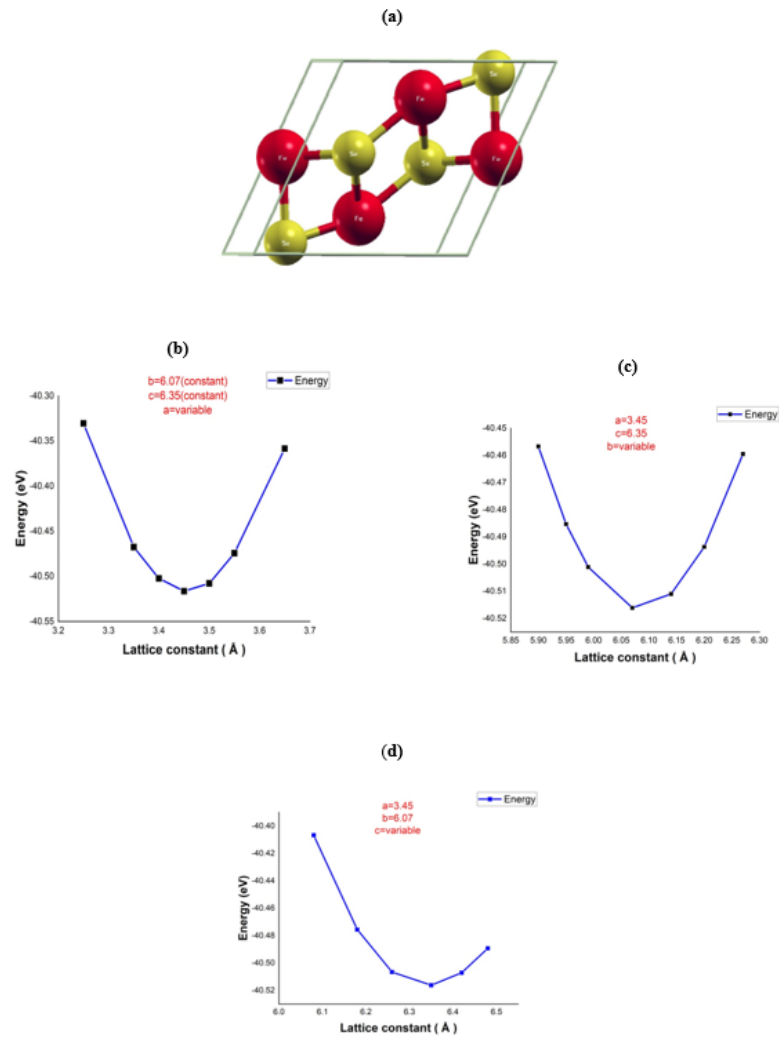 (a)
Se
Fe
Fe
Se
Se
Fe
Fe
Se
(b)
b=6.07(constant)
c=6.35(constant)
a=variable
Energy
Energy (eV)
-40.30
-40.35
-40.40
-40.45
-40.50
-40.55
3.2 3.3 3.4 3.5 3.6 3.7
Lattice constant ( Å )
(c)
a=3.45
c=6.35
b=variable
Energy
Energy (eV)
-40.45
-40.46
-40.47
-40.48
-40.49
-40.50
-40.51
-40.52
5.85 5.90 5.95 6.00 6.05 6.10 6.15 6.20 6.25 6.30
Lattice constant ( Å )
(d)
a=3.45
b=6.07
c=variable
Energy
Energy (eV)
-40.40
-40.42
-40.44
-40.46
-40.48
-40.50
-40.52
6.0 6.1 6.2 6.3 6.4 6.5
Lattice constant ( Å )